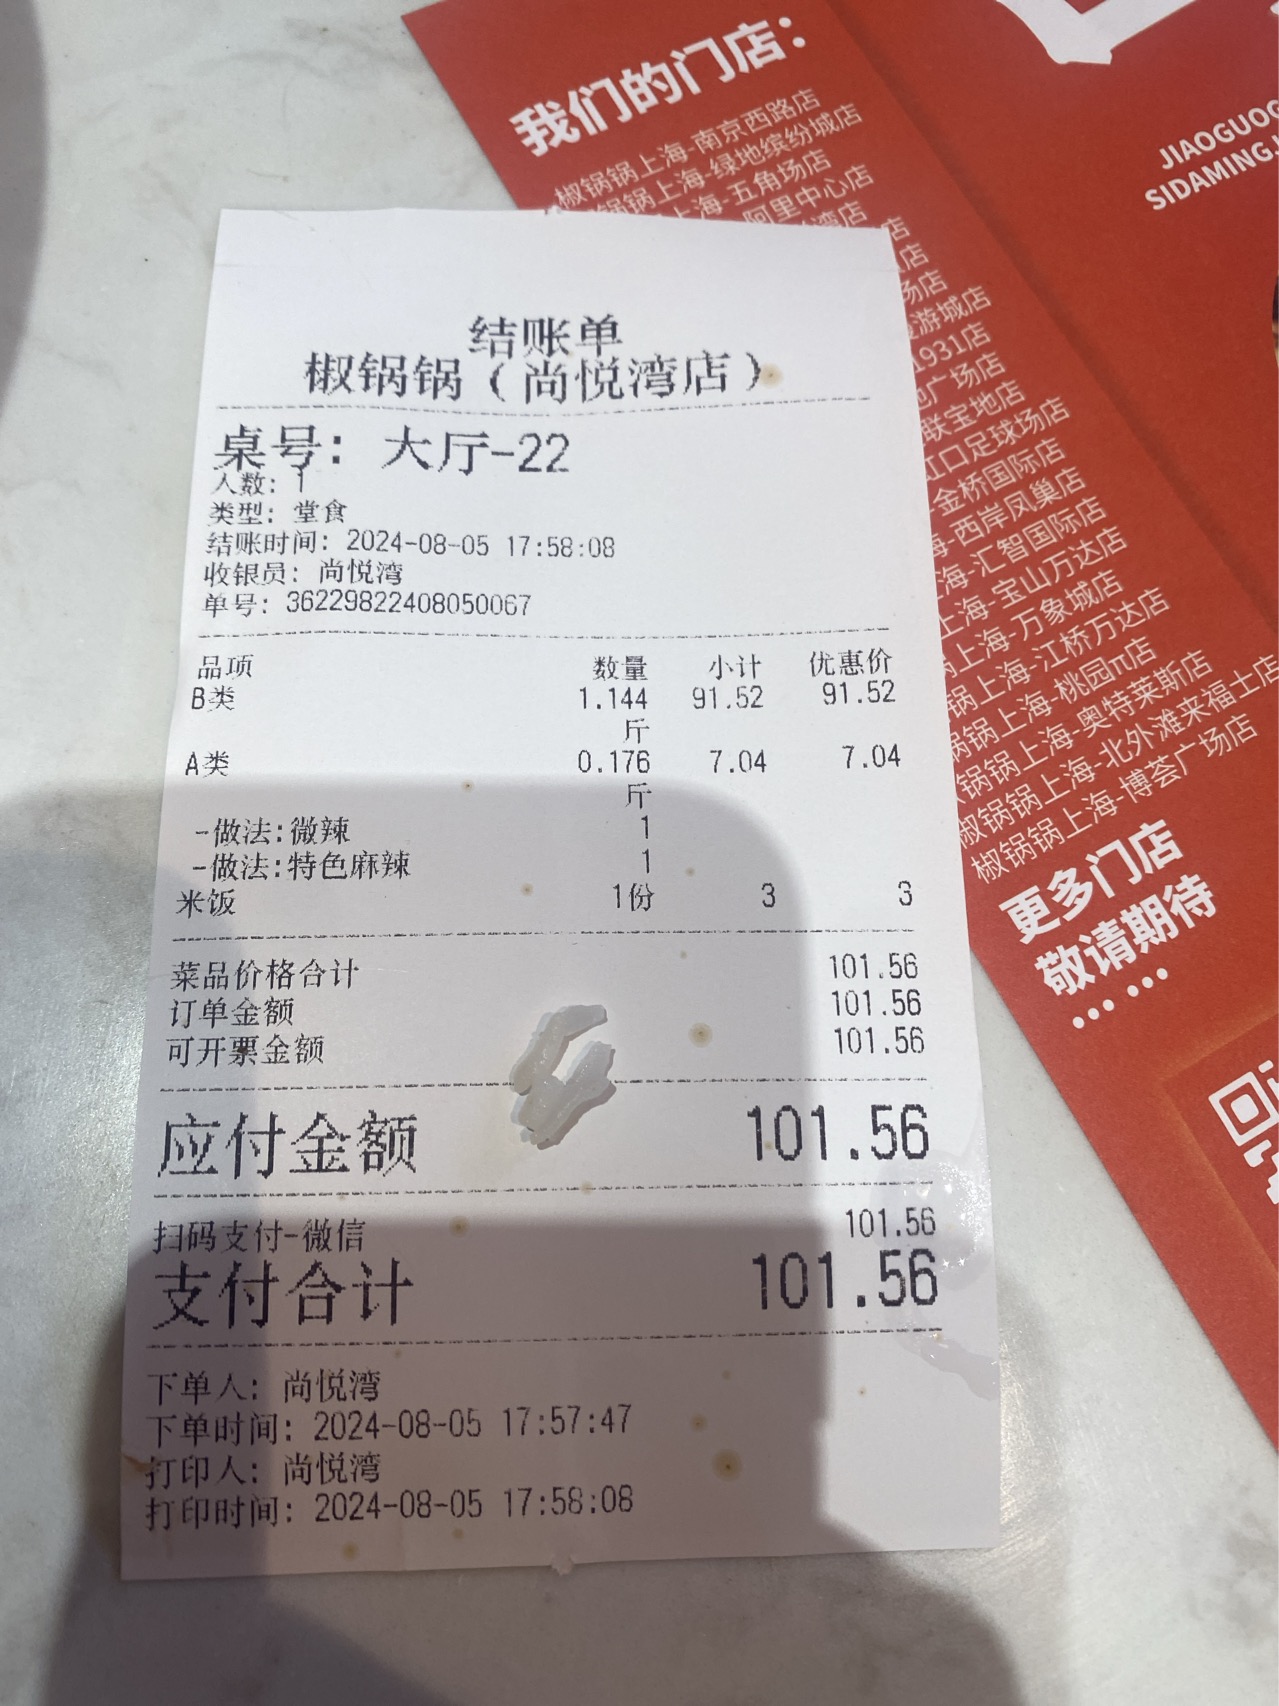 我们的门店：
椒锅锅上海-南京西路店
锅锅上海-绿地缤纷城店
上海-五角场店
阿里中心店
湾店
店
店
场店
游城店
1931店
广场店
联宝地店
虹口足球场店
金桥国际店
海-西岸凤巢店
海-汇智国际店
上海-宝山万达店
上海-万象城店
锅上海-江桥万达店
锅锅上海-桃园π店
锅锅上海-奥特莱斯店
椒锅锅上海-北外滩来福士店
椒锅锅上海-博荟广场店
更多门店
敬请期待
……
JIAOGUOG
SIDAMING.
结账单
椒锅锅（尚悦湾店）
桌号：大厅-22
人数：1
类型：堂食
结账时间：2024-08-05 17:58:08
收银员：尚悦湾
单号：362298822408050067
品项 数量 小计 优惠价
B类 1.144 91.52 91.52
斤
A类 0.176 7.04 7.04
斤
-做法:微辣 1
-做法:特色麻辣 1
米饭 1份 3 3
菜品价格合计 101.56
订单金额 101.56
可开票金额 101.56
应付金额 101.56
扫码支付-微信 101.56
支付合计 101.56
下单人：尚悦湾
下单时间：2024-08-05 17:57:47
打印人：尚悦湾
打印时间：2024-08-05 17:58:08